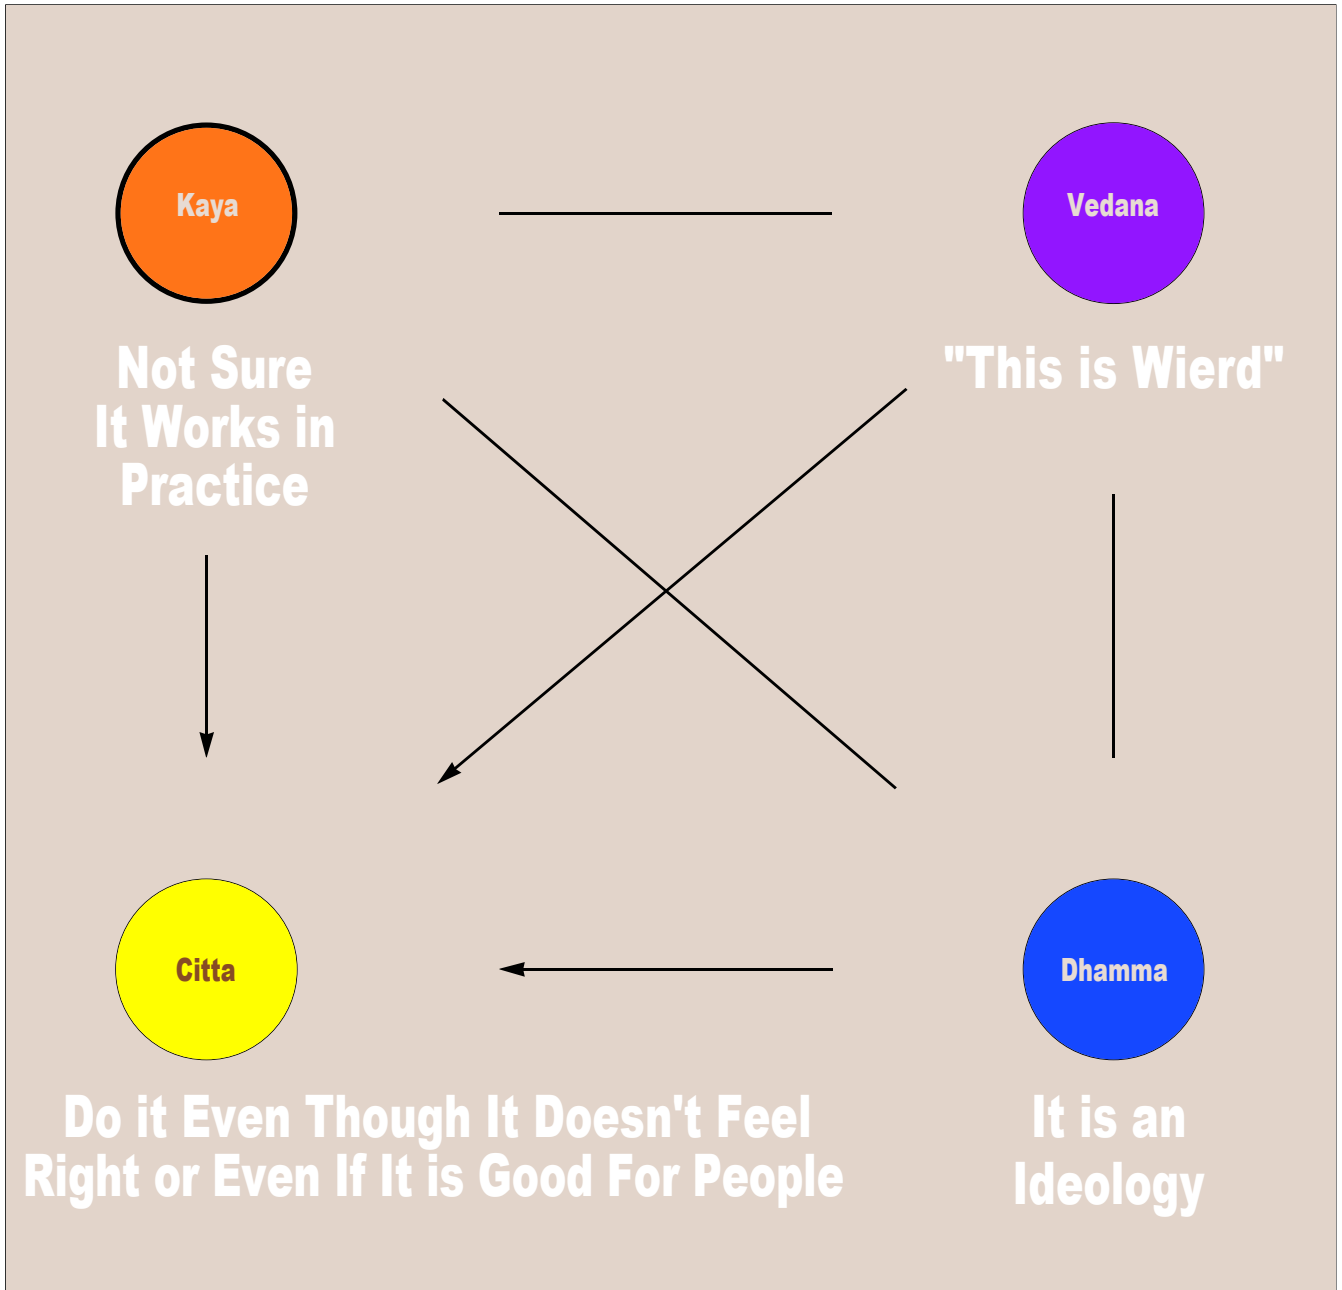 Kaya
Vedana
Not Sure
It Works in
Practice
"This is Wierd"
Citta
Dhamma
Do it Even Though It Doesn't Feel
Right or Even If It is Good For People
It is an
Ideology